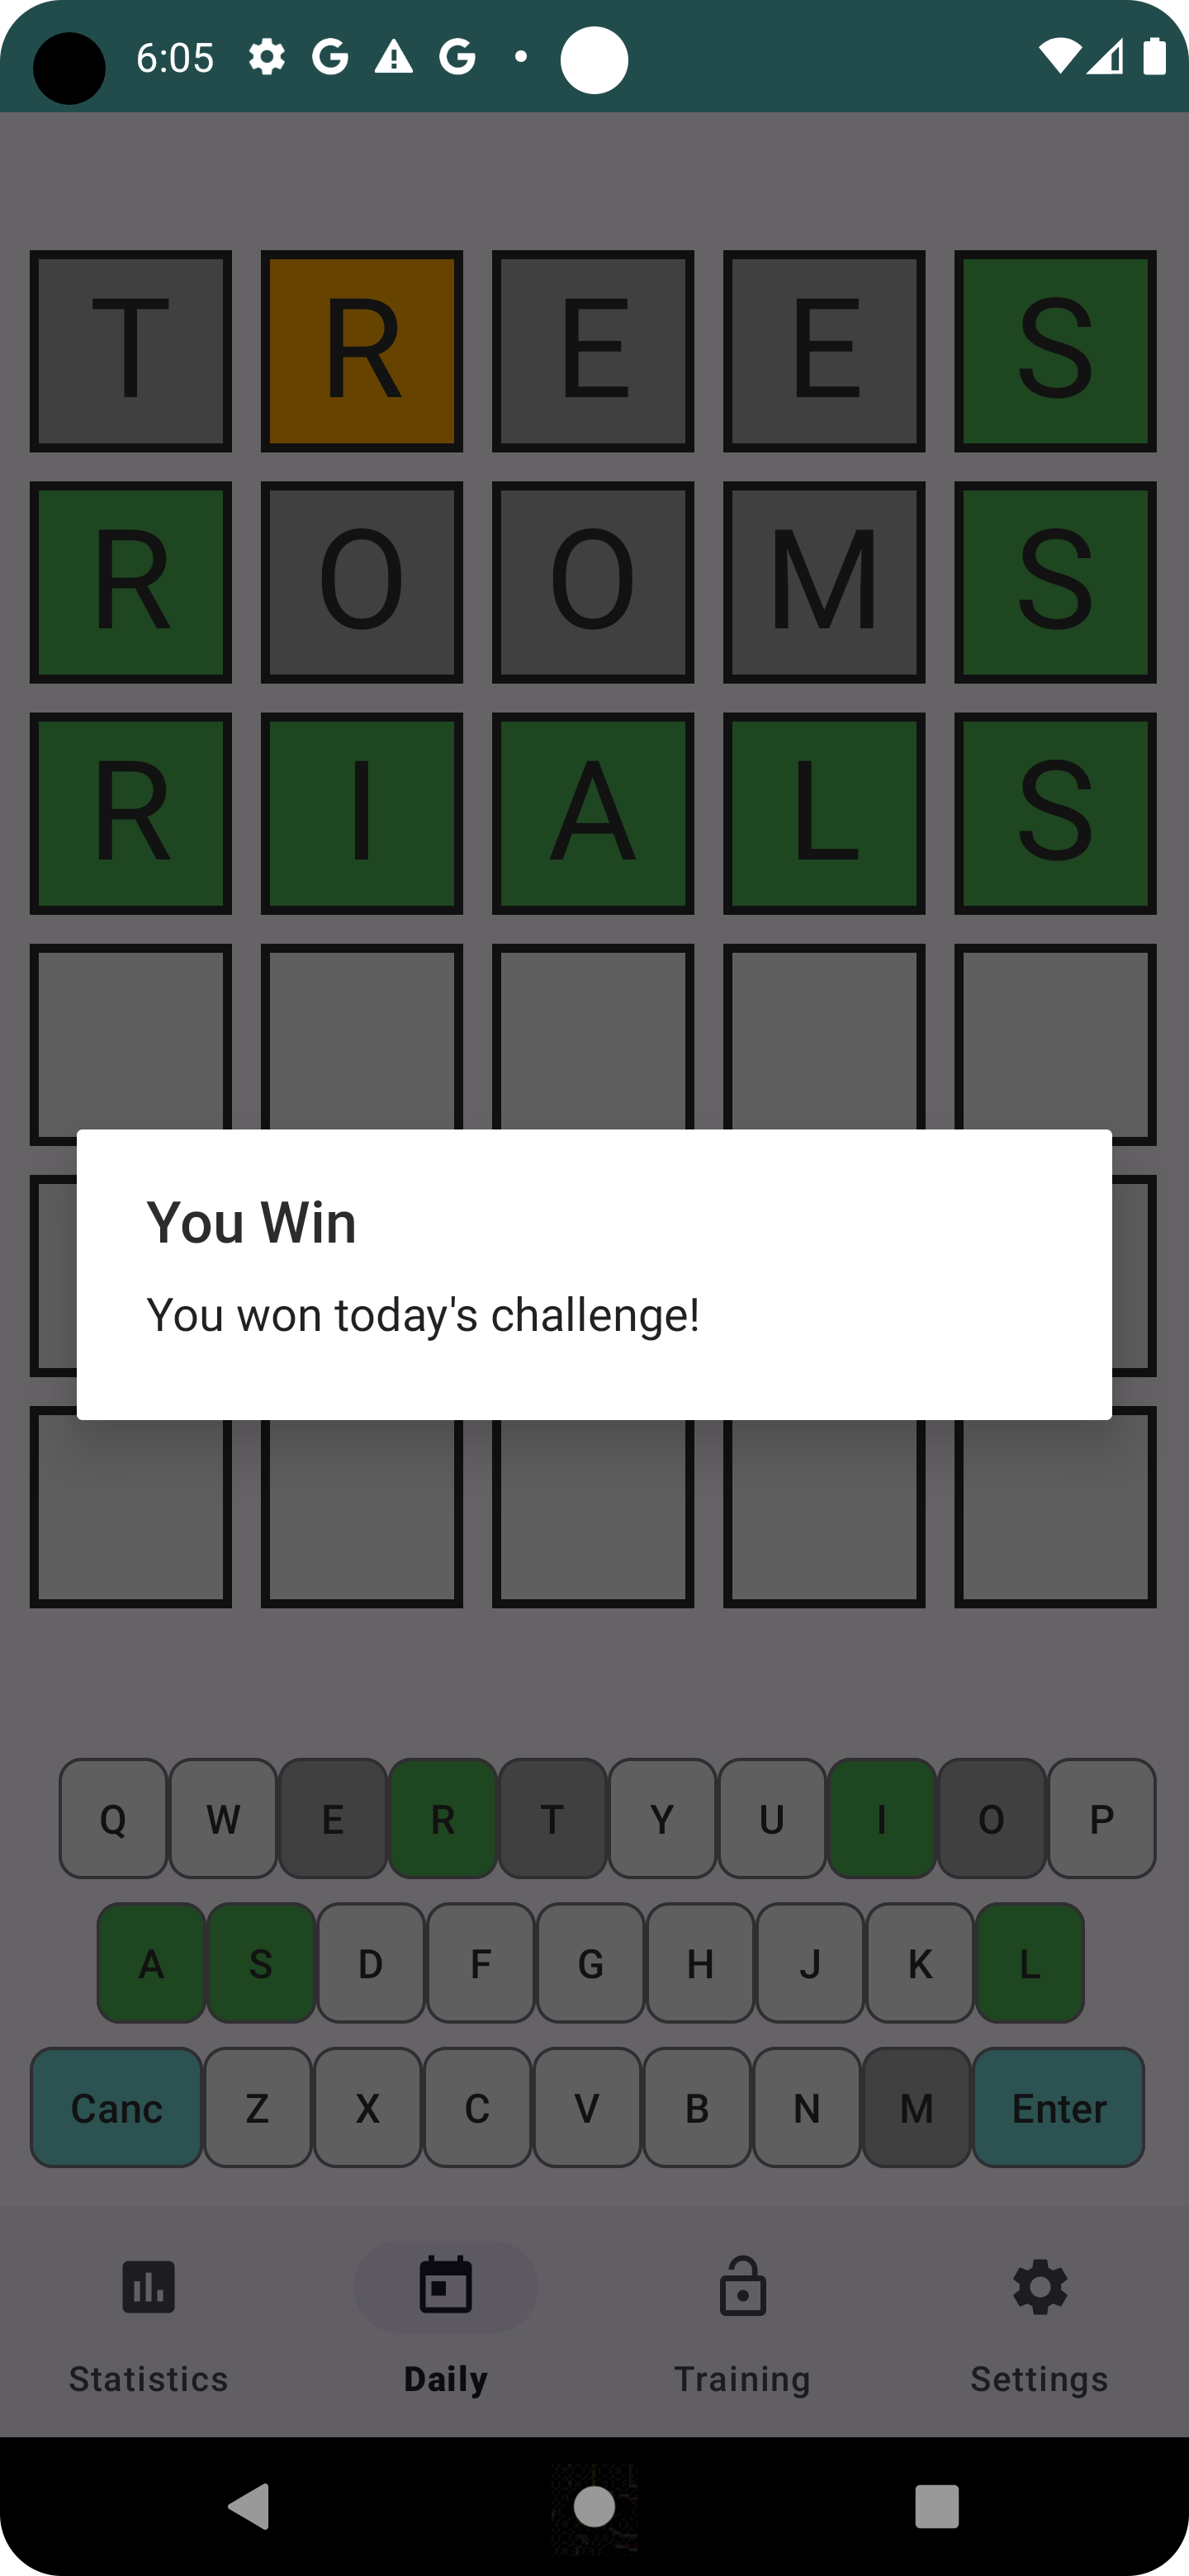 6:05
T R E E S
R O O M S
R I A L S
You Win
You won today's challenge!
Q W E R T Y U I O P
A S D F G H J K L
Canc Z X C V B N M Enter
Statistics Daily Training Settings